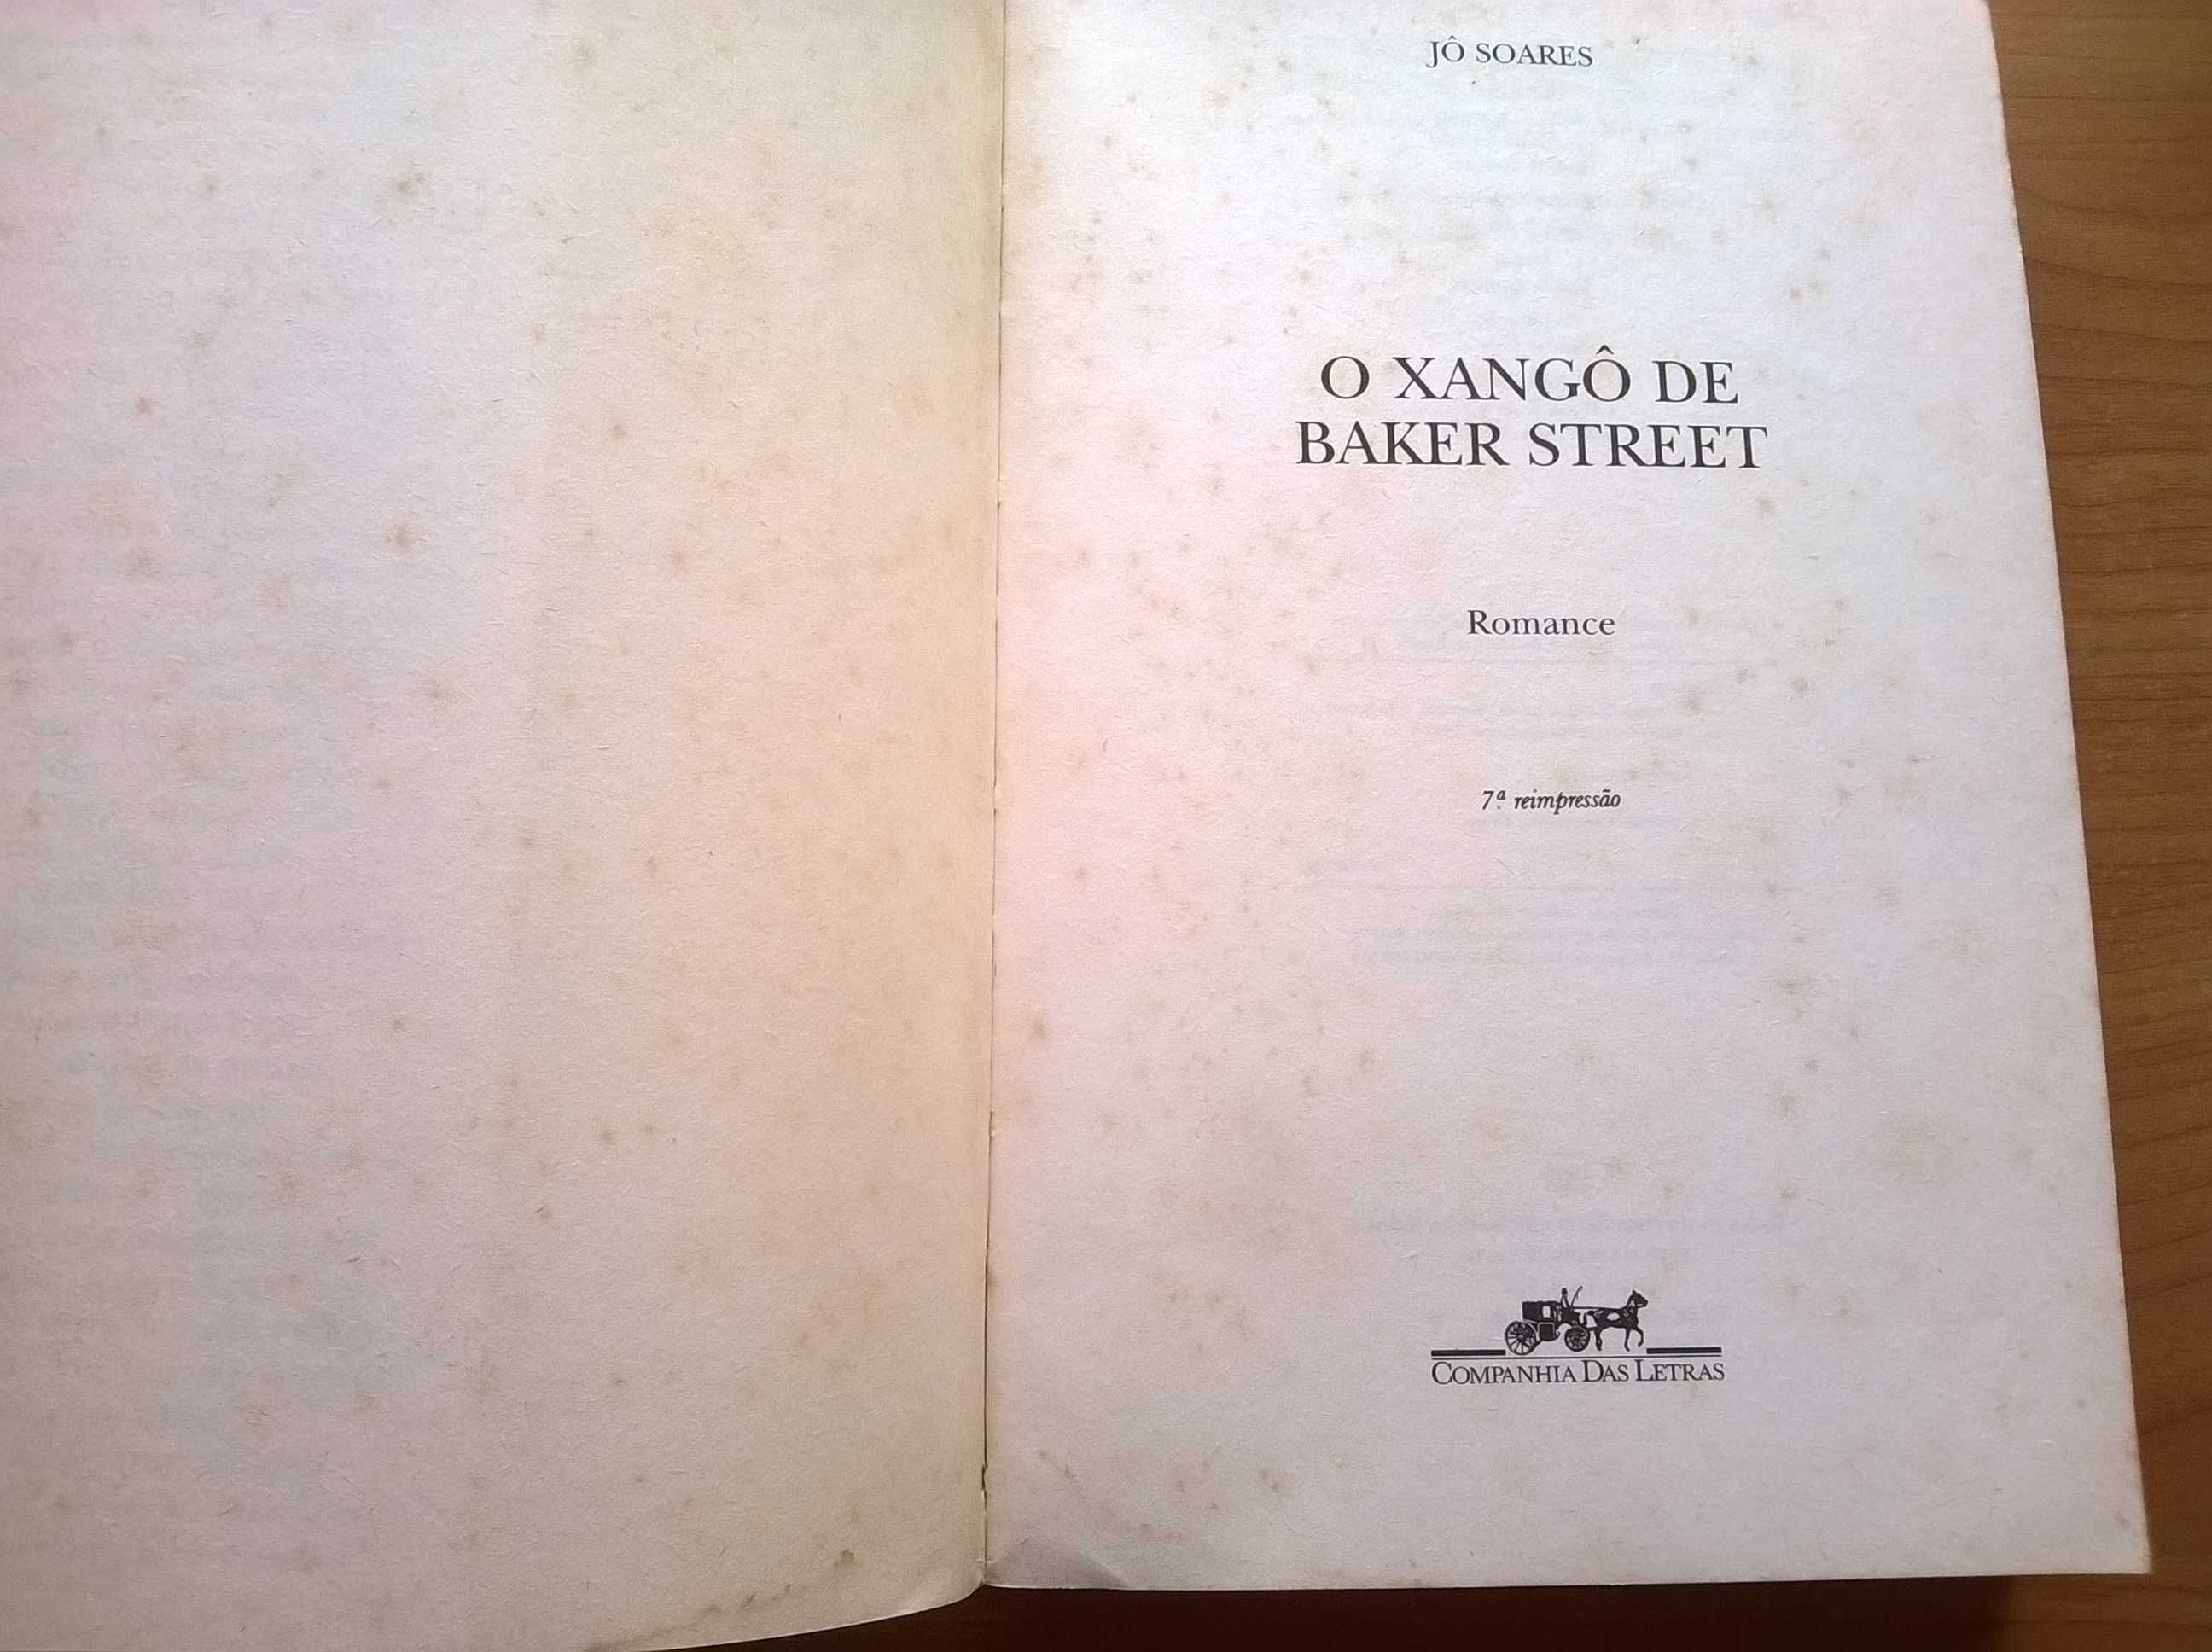 JÔ SOARES
O XANGÔ DE
BAKER STREET
Romance
7ª reimpressão
COMPANHIA DAS LETRAS